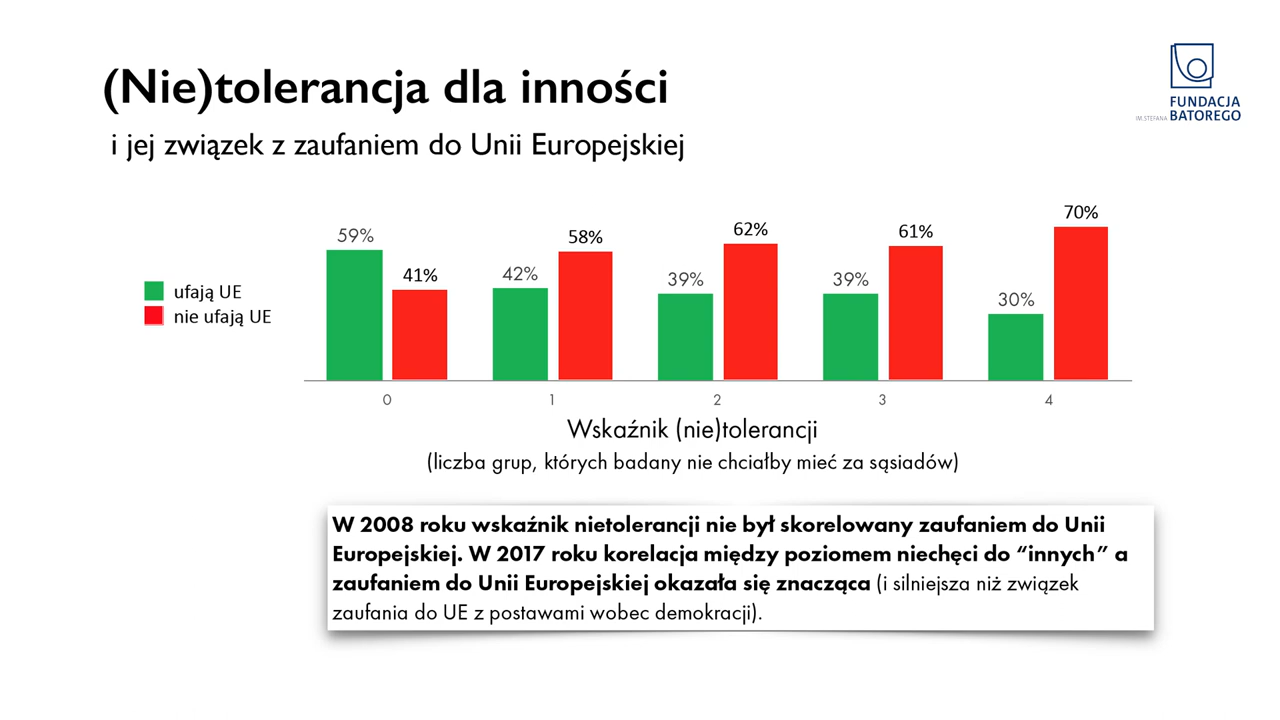 (Nie)tolerancja dla inności
i jej związek z zaufaniem do Unii Europejskiej
FUNDACJA
IM. STEFANA BATOREGO
ufają UE
nie ufają UE
59% 41% 42% 58% 39% 62% 39% 61% 30% 70%
0 1 2 3 4
Wskaźnik (nie)tolerancji
(liczba grup, których badany nie chciałby mieć za sąsiadów)
W 2008 roku wskaźnik nietolerancji nie był skorelowany zaufaniem do Unii
Europejskiej. W 2017 roku korelacja między poziomem niechęci do “innych” a
zaufaniem do Unii Europejskiej okazała się znacząca (i silniejsza niż związek
zaufania do UE z postawami wobec demokracji).